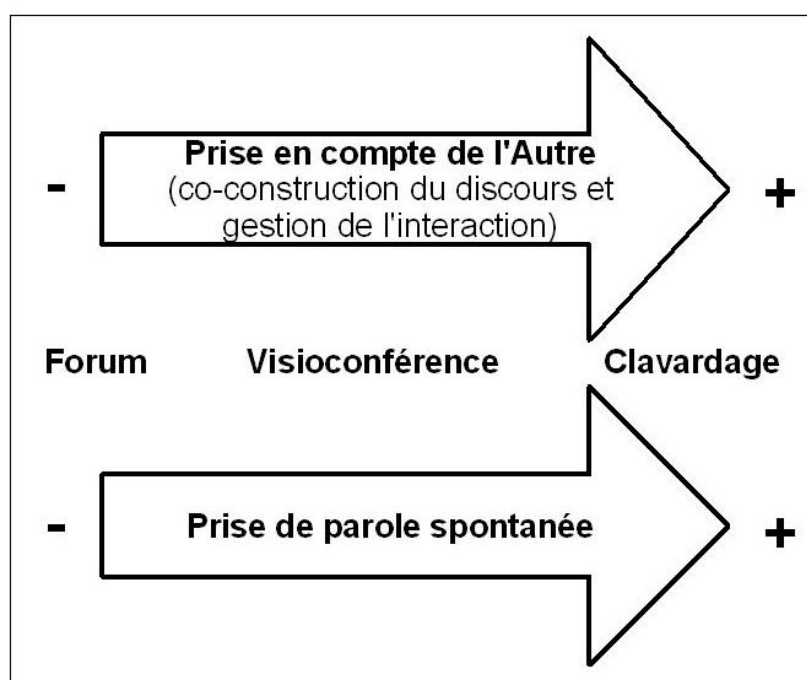 Prise en compte de l'Autre
- (co-construction du discours et +
gestion de l'interaction)
Forum Visioconférence Clavardage
- Prise de parole spontanée +